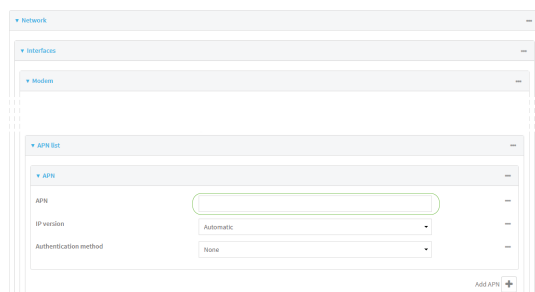 Network
Interfaces
Modem
APN list
APN
APN
IP version
Automatic
Authentication method
None
Add APN